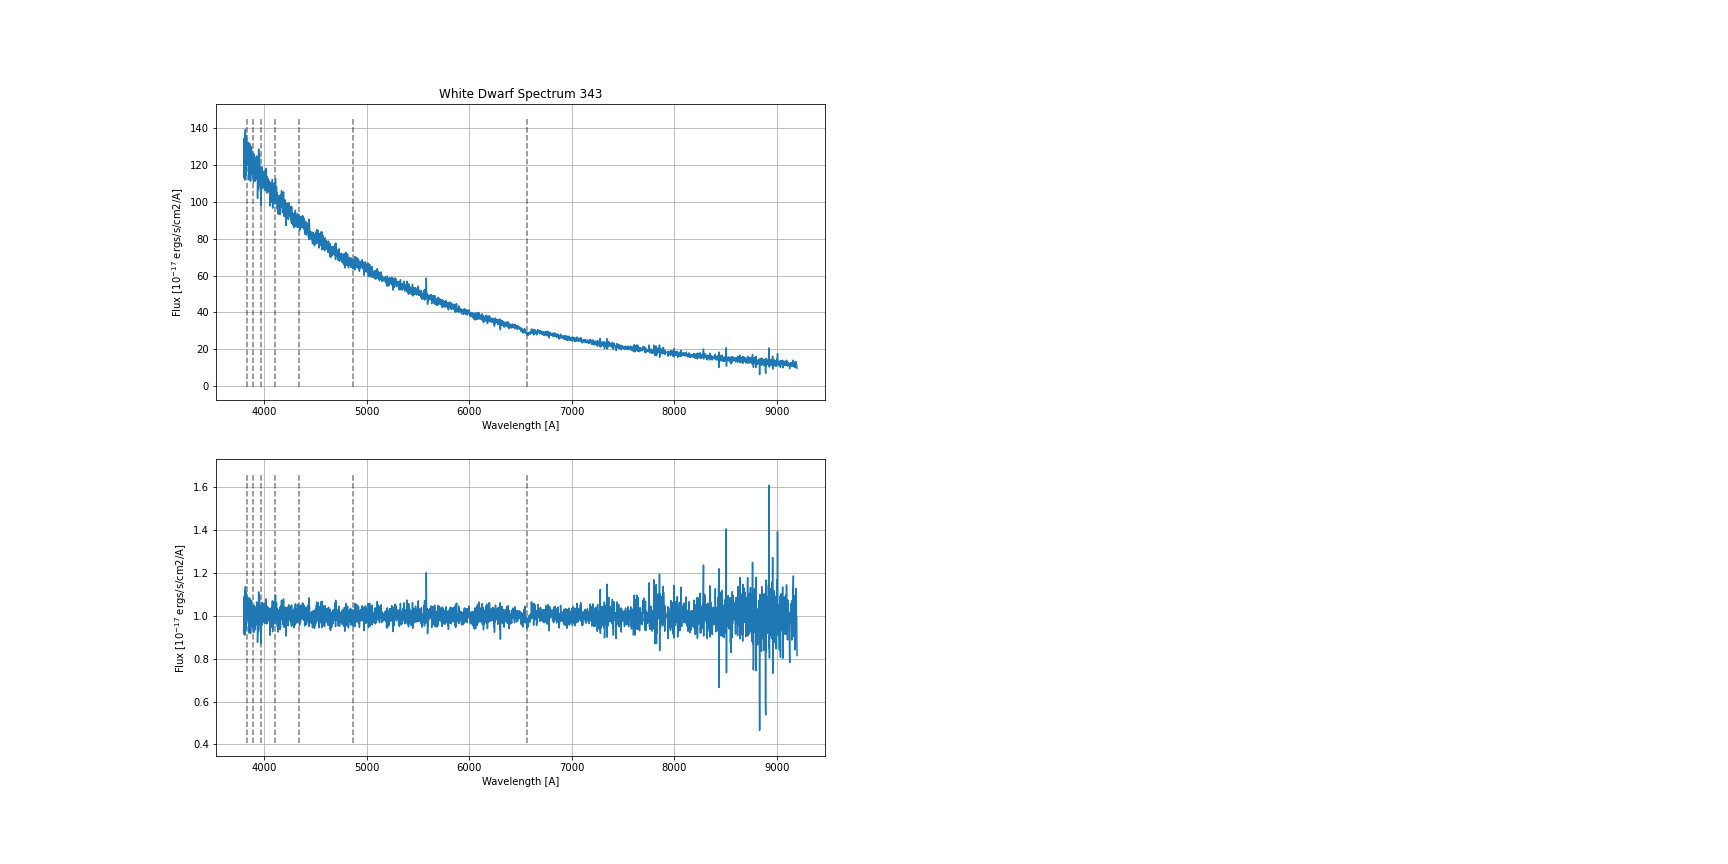 White Dwarf Spectrum 343
140
120
100
80
60
40
20
0
Flux [10⁻¹⁷ ergs/s/cm2/A]
4000 5000 6000 7000 8000 9000
Wavelength [A]
1.6
1.4
1.2
1.0
0.8
0.6
0.4
Flux [10⁻¹⁷ ergs/s/cm2/A]
4000 5000 6000 7000 8000 9000
Wavelength [A]